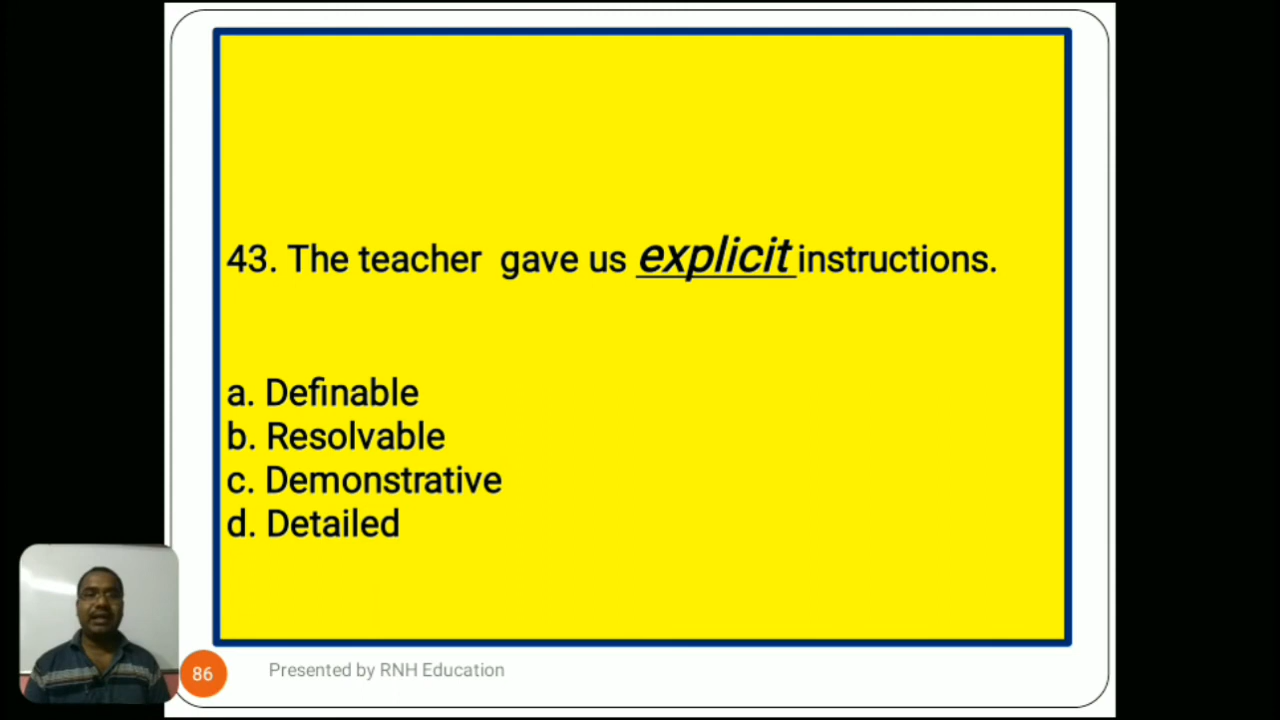 43. The teacher gave us explicit instructions.
a. Definable
b. Resolvable
c. Demonstrative
d. Detailed
86
Presented by RNH Education